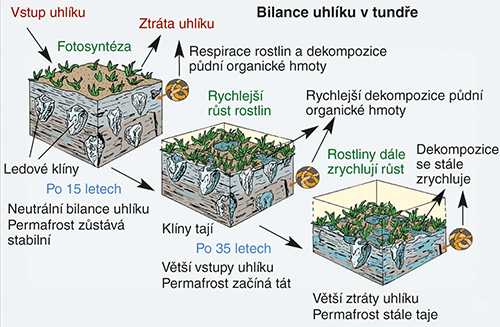 Bilance uhlíku v tundře
Vstup uhlíku
Ztráta uhlíku
Fotosyntéza
Respirace rostlin a dekompozice
půdní organické hmoty
Ledové klíny
Po 15 letech
Neutrální bilance uhlíku
Permafrost zůstává
stabilní
Rychlejší
růst rostlin
Rychlejší dekompozice půdní
organické hmoty
Klíny tají
Po 35 letech
Větší vstupy uhlíku
Permafrost začíná tát
Rostliny dále
zrychlují růst
Dekompozice
se stále
zrychluje
Větší ztráty uhlíku
Permafrost stále taje